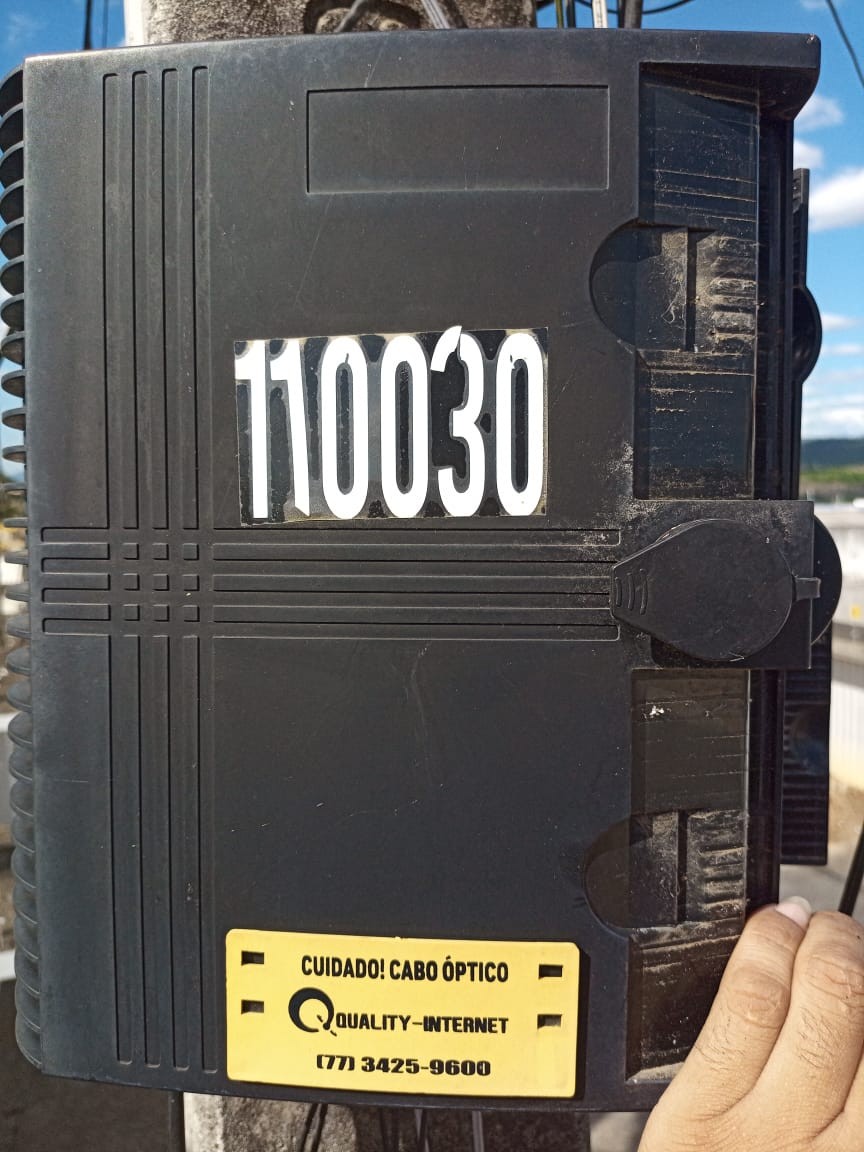 110030
CUIDADO! CABO ÓPTICO
QUALITY-INTERNET
(77) 3425-9600